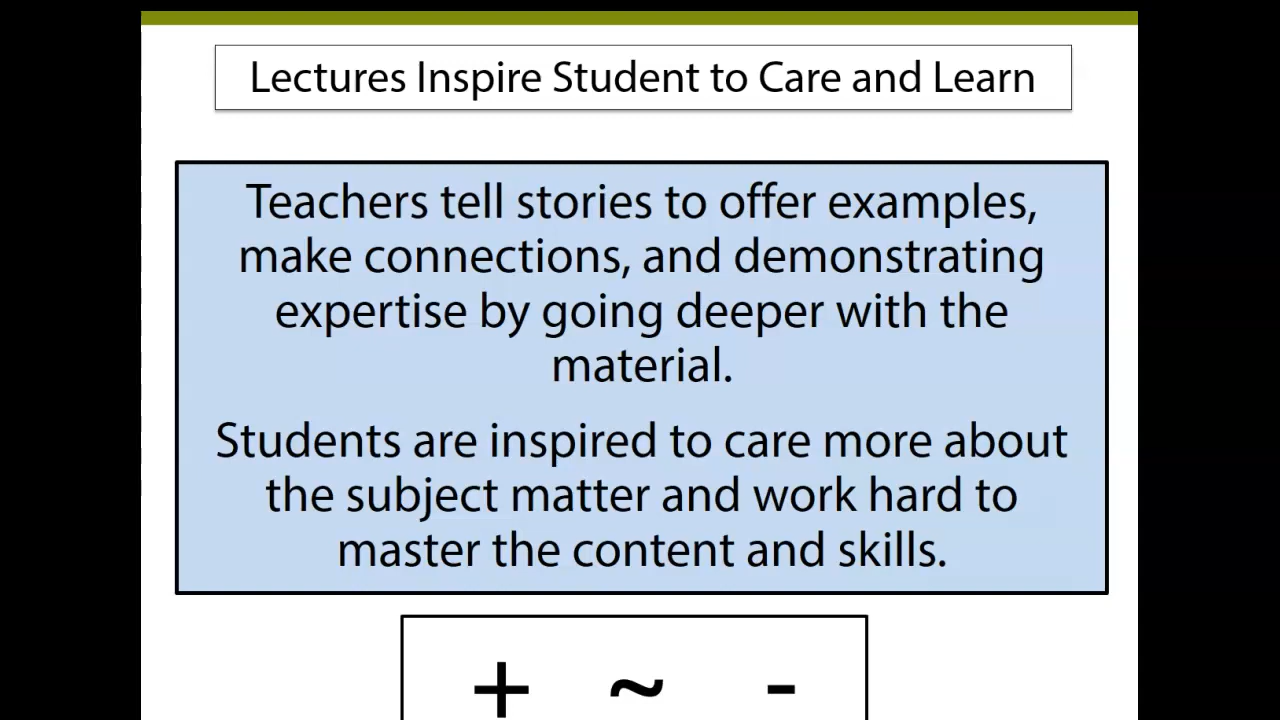 Lectures Inspire Student to Care and Learn
Teachers tell stories to offer examples,
make connections, and demonstrating
expertise by going deeper with the
material.
Students are inspired to care more about
the subject matter and work hard to
master the content and skills.
+ ~ -